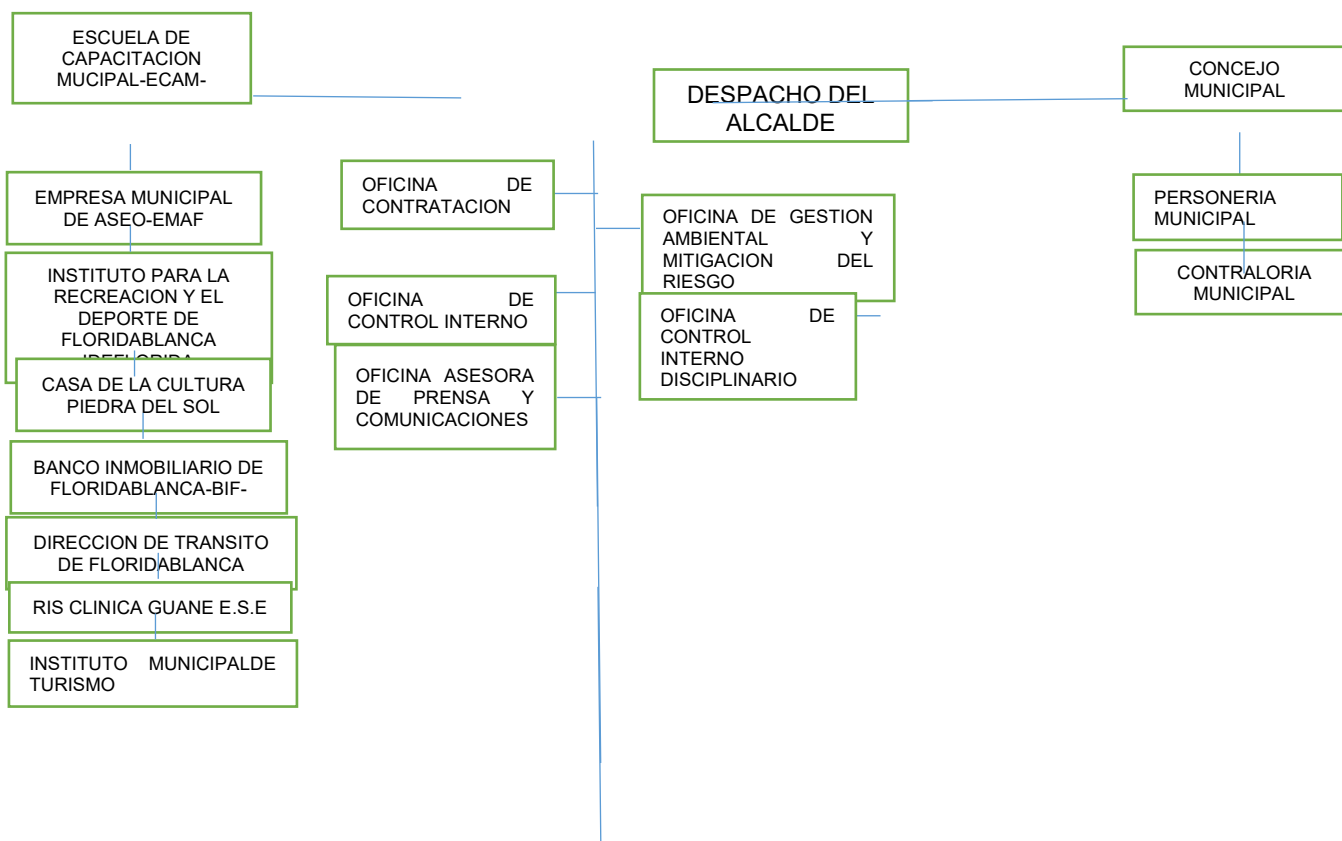 ESCUELA DE
CAPACITACION
MUCIPAL-ECAM-
DESPACHO DEL
ALCALDE
CONCEJO
MUNICIPAL
EMPRESA MUNICIPAL
DE ASEO-EMAF
INSTITUTO PARA LA
RECREACION Y EL
DEPORTE DE
FLORIDABLANCA
IDEFLORIDA
CASA DE LA CULTURA
PIEDRA DEL SOL
BANCO INMOBILIARIO DE
FLORIDABLANCA-BIF-
DIRECCION DE TRANSITO
DE FLORIDABLANCA
RIS CLINICA GUANE E.S.E
INSTITUTO MUNICIPALDE
TURISMO
OFICINA DE
CONTRATACION
OFICINA DE
CONTROL INTERNO
OFICINA ASESORA
DE PRENSA Y
COMUNICACIONES
OFICINA DE GESTION
AMBIENTAL Y
MITIGACION DEL
RIESGO
OFICINA DE
CONTROL
INTERNO
DISCIPLINARIO
PERSONERIA
MUNICIPAL
CONTRALORIA
MUNICIPAL